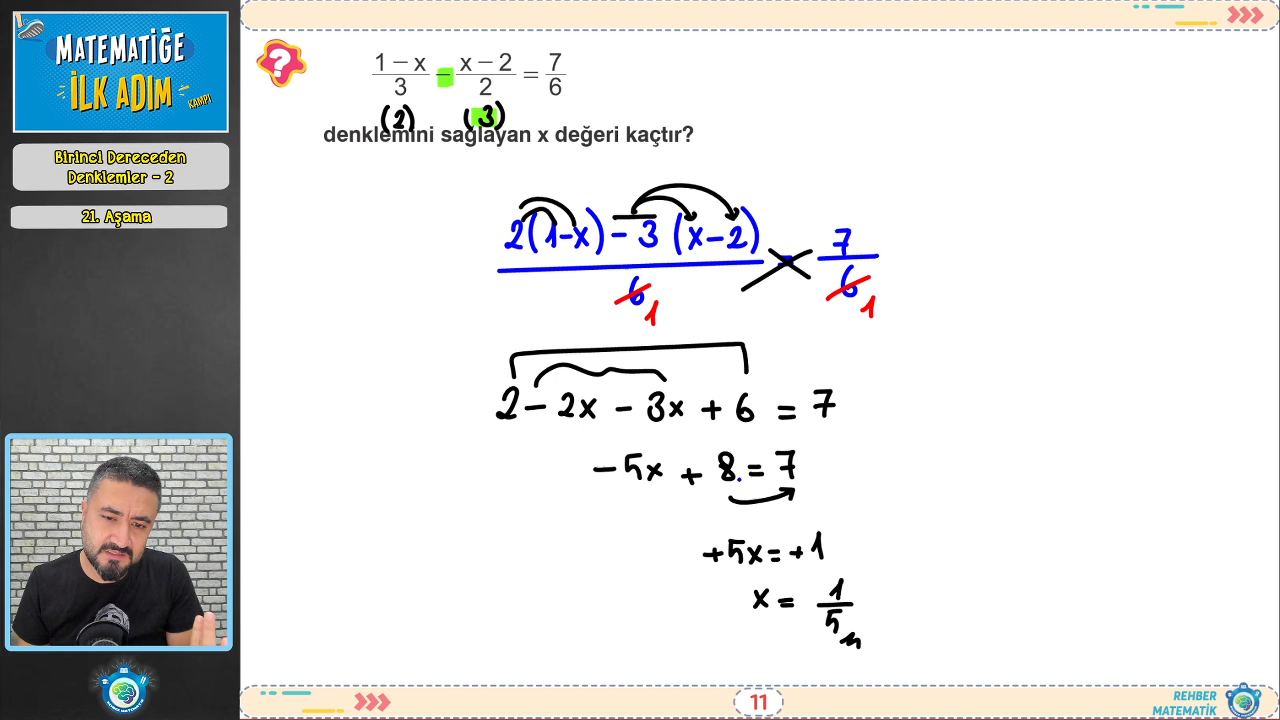 MATEMATİĞE
İLK ADIM
KAMPI
Birinci Dereceden
Denklemler - 2
21. Aşama
?
1 − x / 3 − x − 2 / 2 = 7 / 6
(2) (3)
denklemini sağlayan x değeri kaçtır?
2(1-x) - 3(x-2) / 6 = 7 / 6
1 1
2 - 2x - 3x + 6 = 7
-5x + 8 = 7
+5x = +1
x = 1 / 5
REHBER MATEMATİK
11
REHBER
MATEMATİK